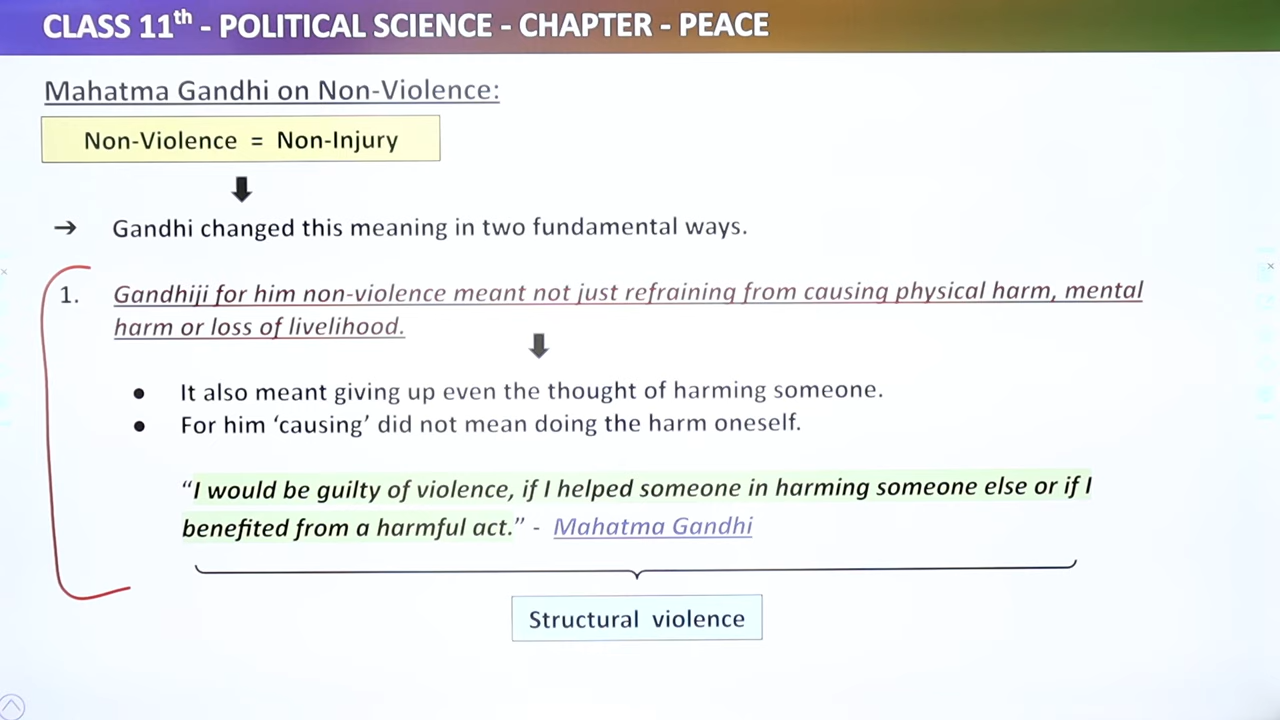 CLASS 11th - POLITICAL SCIENCE - CHAPTER - PEACE
Mahatma Gandhi on Non-Violence:
Non-Violence = Non-Injury
→ Gandhi changed this meaning in two fundamental ways.
1. Gandhiji for him non-violence meant not just refraining from causing physical harm, mental
harm or loss of livelihood.
● It also meant giving up even the thought of harming someone.
● For him ‘causing’ did not mean doing the harm oneself.
“I would be guilty of violence, if I helped someone in harming someone else or if I
benefited from a harmful act.” - Mahatma Gandhi
Structural violence